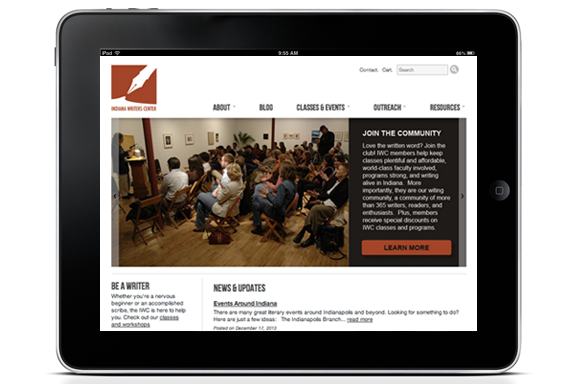 iPad
9:55 AM
86%
Contact. Cart. Search
INDIANA WRITERS CENTER
ABOUT BLOG CLASSES & EVENTS OUTREACH RESOURCES
JOIN THE COMMUNITY
Love the written word? Join the
club! IWC members help keep
classes plentiful and affordable,
world-class faculty involved,
programs strong, and writing
alive in Indiana. More
importantly, they are our witing
community, a community of more
than 365 writers, readers, and
enthusiasts. Plus, members
receive special discounts on
IWC classes and programs.
LEARN MORE
BE A WRITER
Whether you're a nervous
beginner or an accomplished
scribe, the IWC is here to help
you. Check out our classes
and workshops
NEWS & UPDATES
Events Around Indiana
There are many great literary events around Indianapolis and beyond. Looking for something to do?
Here are just a few ideas: The Indianapolis Branch... read more
Posted on December 17, 2013